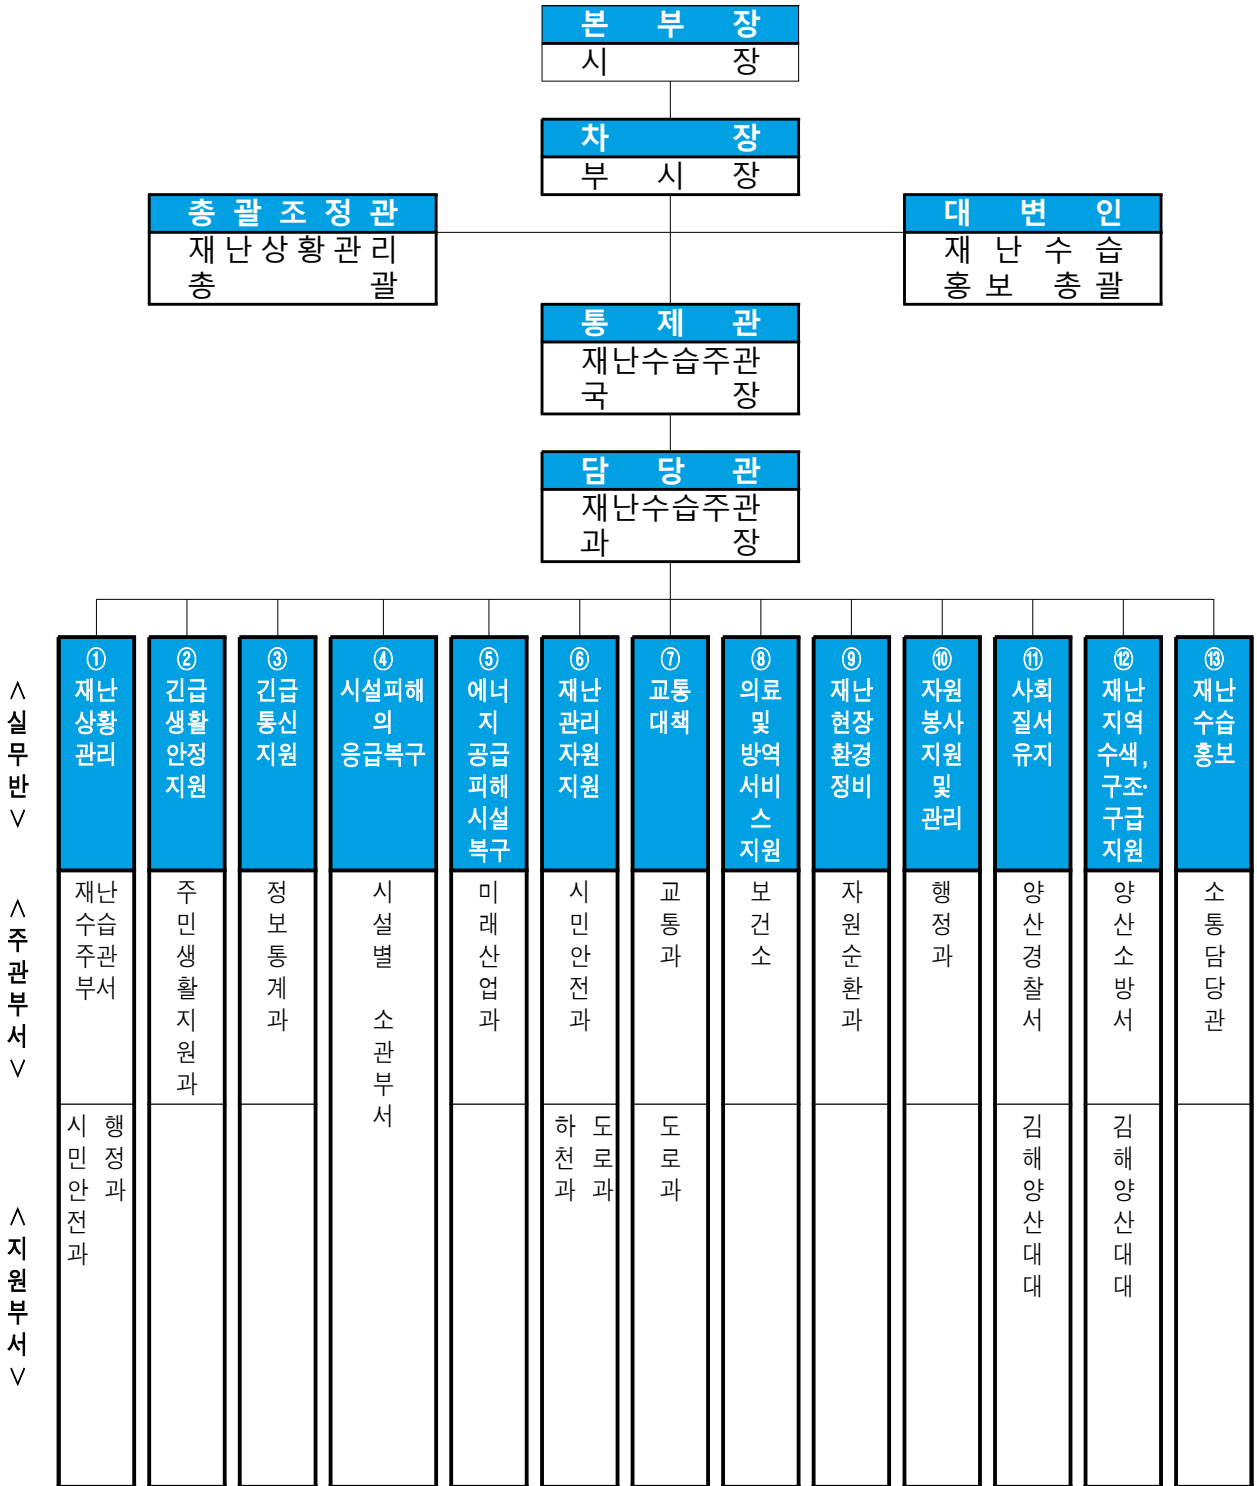 본 부 장
시 장
차 장
부 시 장
총 괄 조 정 관
재 난 상 황 관 리
총 괄
대 변 인
재 난 수 습
홍 보 총 괄
통 제 관
재난수습주관
국 장
담 당 관
재난수습주관
과 장
<실무반>
①
재난
상황
관리
②
긴급
생활
안정
지원
③
긴급
통신
지원
④
시설피해
의
응급복구
⑤
에너
지
공급
피해
시설
복구
⑥
재난
관리
자원
지원
⑦
교통
대책
⑧
의료
및
방역
서비
스
지원
⑨
재난
현장
환경
정비
⑩
자원
봉사
지원
및
관리
⑪
사회
질서
유지
⑫
재난
지역
수색,
구조·
구급
지원
⑬
재난
수습
홍보
<주관부서>
재난
수습
주관
부서
주민생활지원과
정보통계과
시설별 소관부서
미래산업과
시민안전과
교통과
보건소
자원순환과
행정과
양산경찰서
양산소방서
소통담당관
<지원부서>
시민안전과
행정과
하천과
도로과
도로과
김해양산대대
김해양산대대